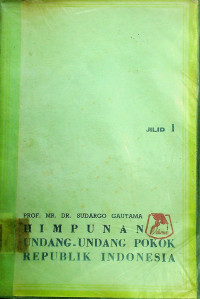 JILID I
PROF. MR. DR. SUDARGO GAUTAMA
HIMPUNAN
UNDANG-UNDANG POKOK
REPUBLIK INDONESIA